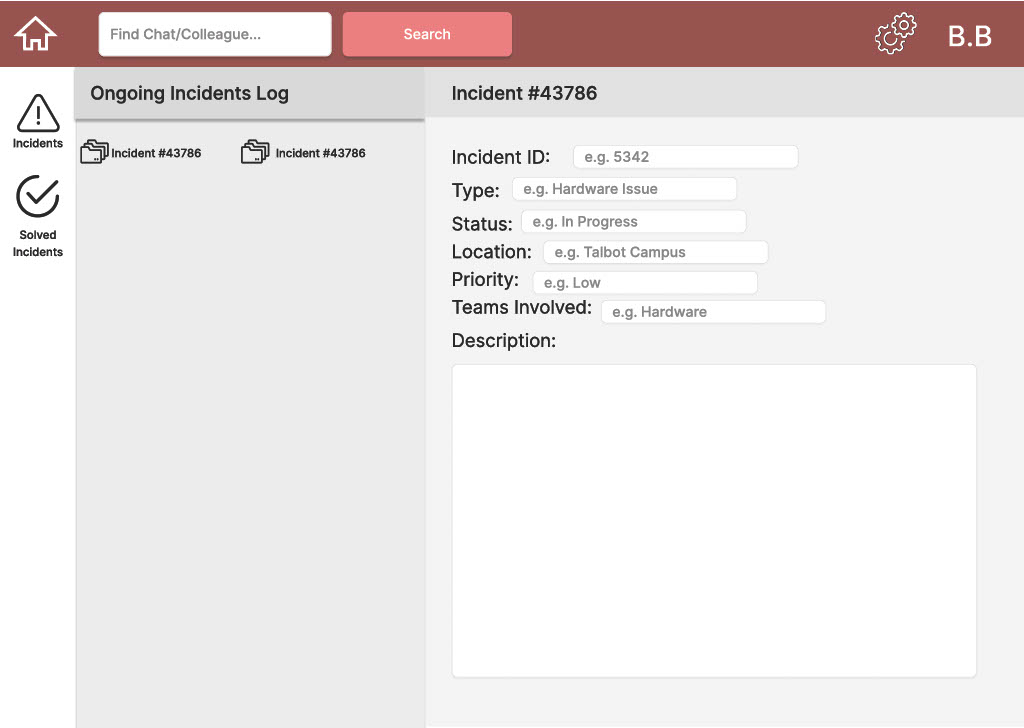 Find Chat/Colleague... Search B.B
Incidents
Solved
Incidents
Ongoing Incidents Log
Incident #43786 Incident #43786
Incident #43786
Incident ID: e.g. 5342
Type: e.g. Hardware Issue
Status: e.g. In Progress
Location: e.g. Talbot Campus
Priority: e.g. Low
Teams Involved: e.g. Hardware
Description: